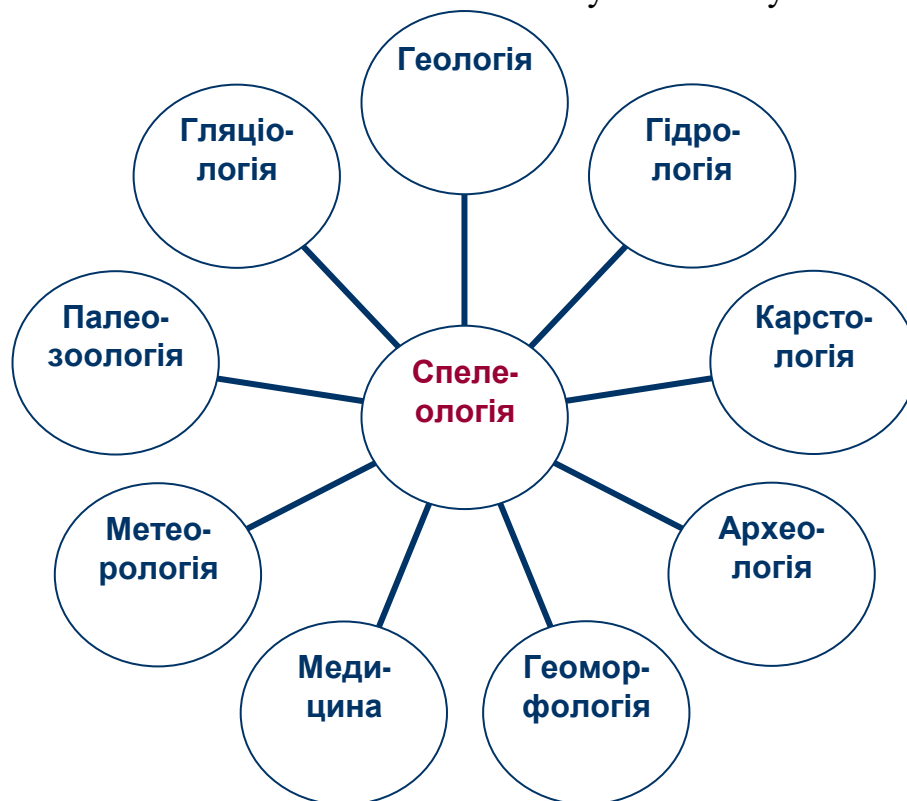 Геологія
Гляціо-
логія
Гідро-
логія
Палео-
зоологія
Карсто-
логія
Спеле-
ологія
Метео-
рологія
Архео-
логія
Меди-
цина
Геомор-
фологія